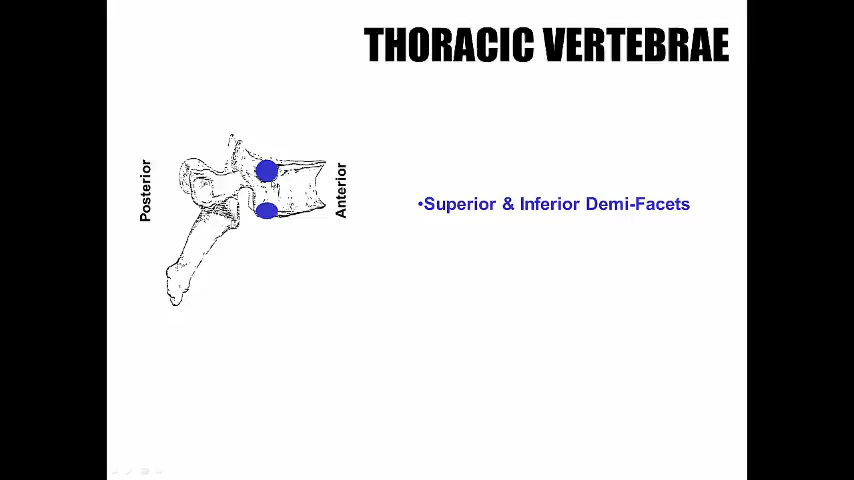 THORACIC VERTEBRAE
Posterior
Anterior
•Superior & Inferior Demi-Facets